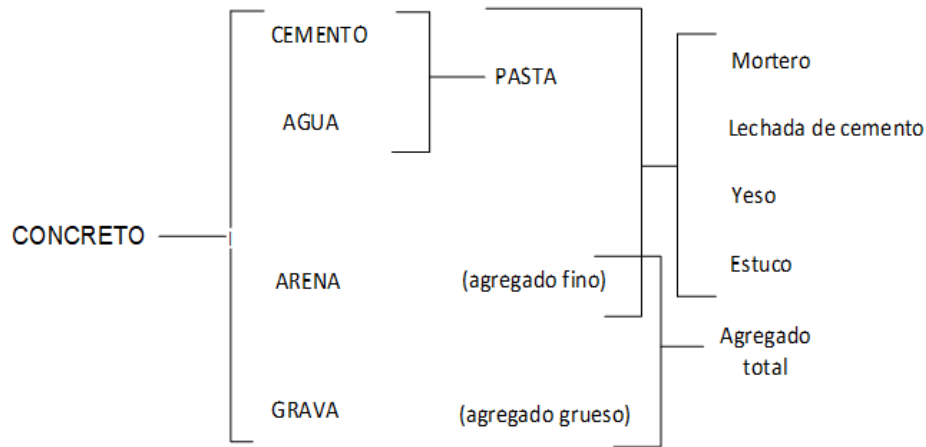 CONCRETO
CEMENTO
AGUA
PASTA
ARENA
(agregado fino)
GRAVA
(agregado grueso)
Mortero
Lechada de cemento
Yeso
Estuco
Agregado
total